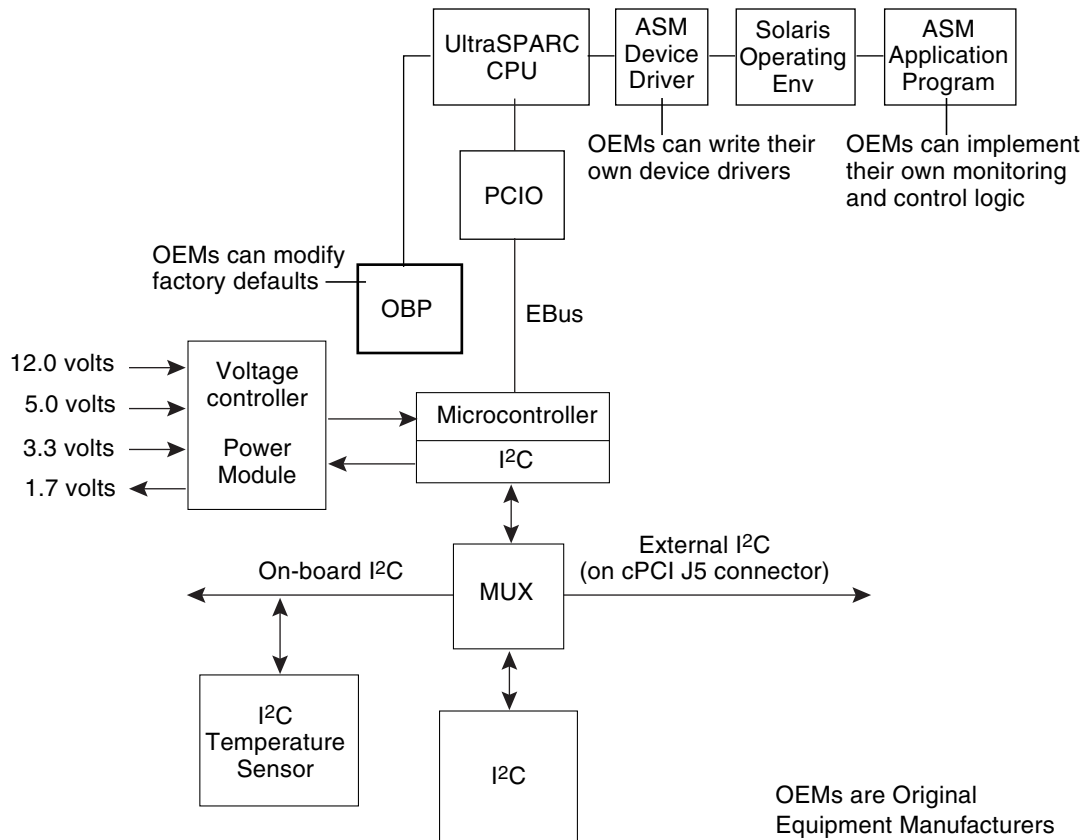 UltraSPARC
CPU
ASM
Device
Driver
Solaris
Operating
Env
ASM
Application
Program
OEMs can write their
own device drivers
OEMs can implement
their own monitoring
and control logic
PCIO
OEMs can modify
factory defaults
OBP
EBus
12.0 volts
5.0 volts
3.3 volts
1.7 volts
Voltage
controller
Power
Module
Microcontroller
I²C
On-board I²C
MUX
External I²C
(on cPCI J5 connector)
I²C
Temperature
Sensor
I²C
OEMs are Original
Equipment Manufacturers